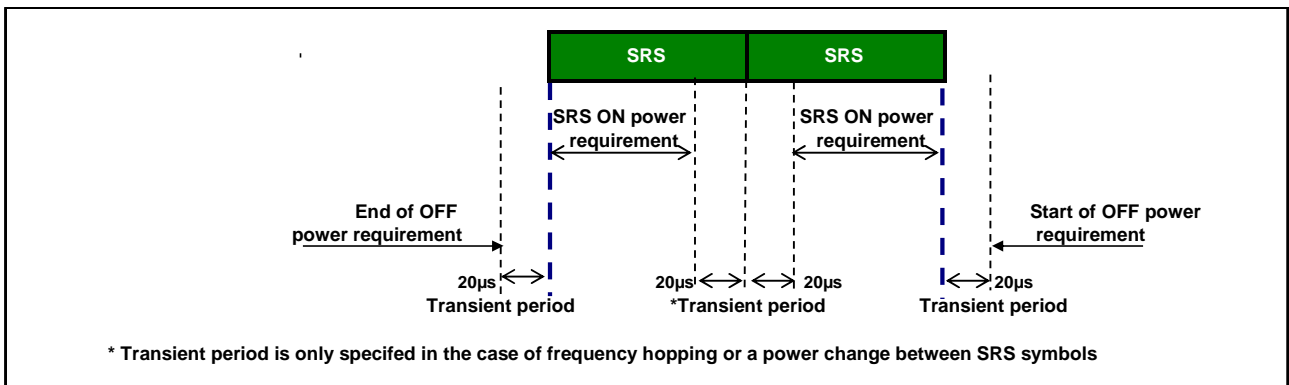 SRS SRS
SRS ON power
requirement
SRS ON power
requirement
End of OFF
power requirement
Start of OFF power
requirement
20µs 20µs 20µs 20µs
Transient period *Transient period Transient period
* Transient period is only specifed in the case of frequency hopping or a power change between SRS symbols